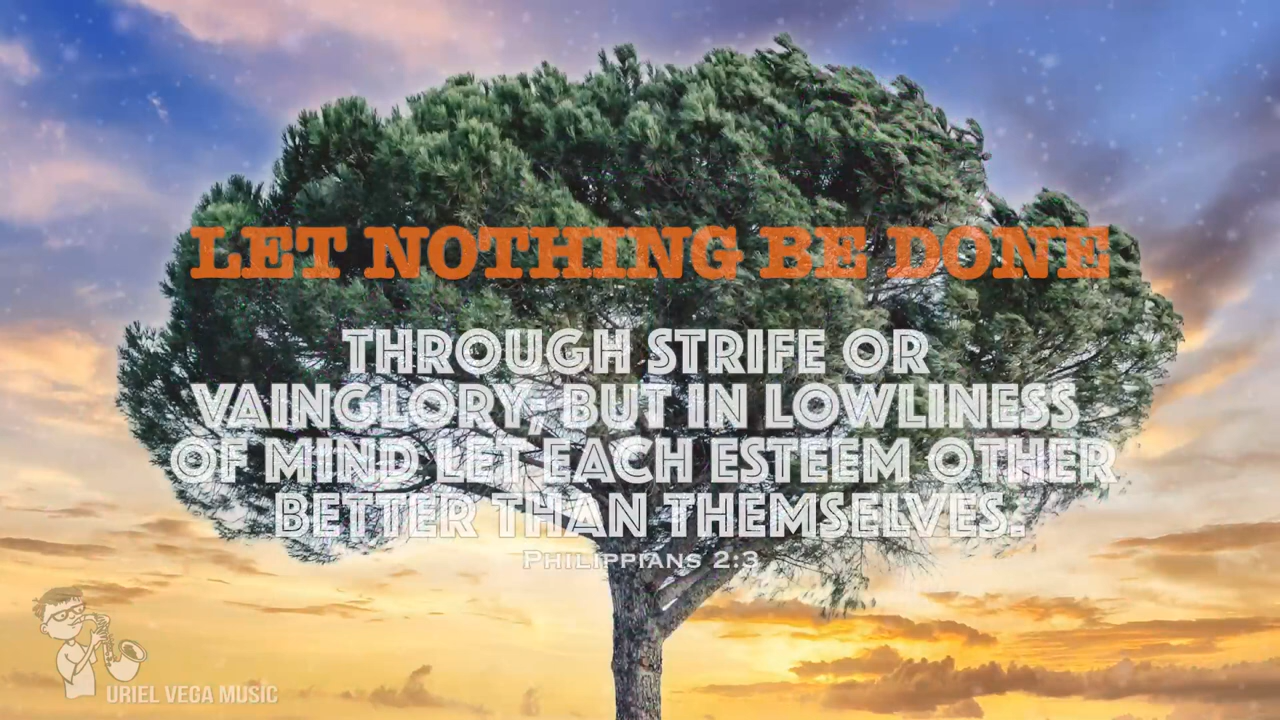 LET NOTHING BE DONE
THROUGH STRIFE OR
VAINGLORY; BUT IN LOWLINESS
OF MIND LET EACH ESTEEM OTHER
BETTER THAN THEMSELVES.
PHILIPPIANS 2:3
URIEL VEGA MUSIC